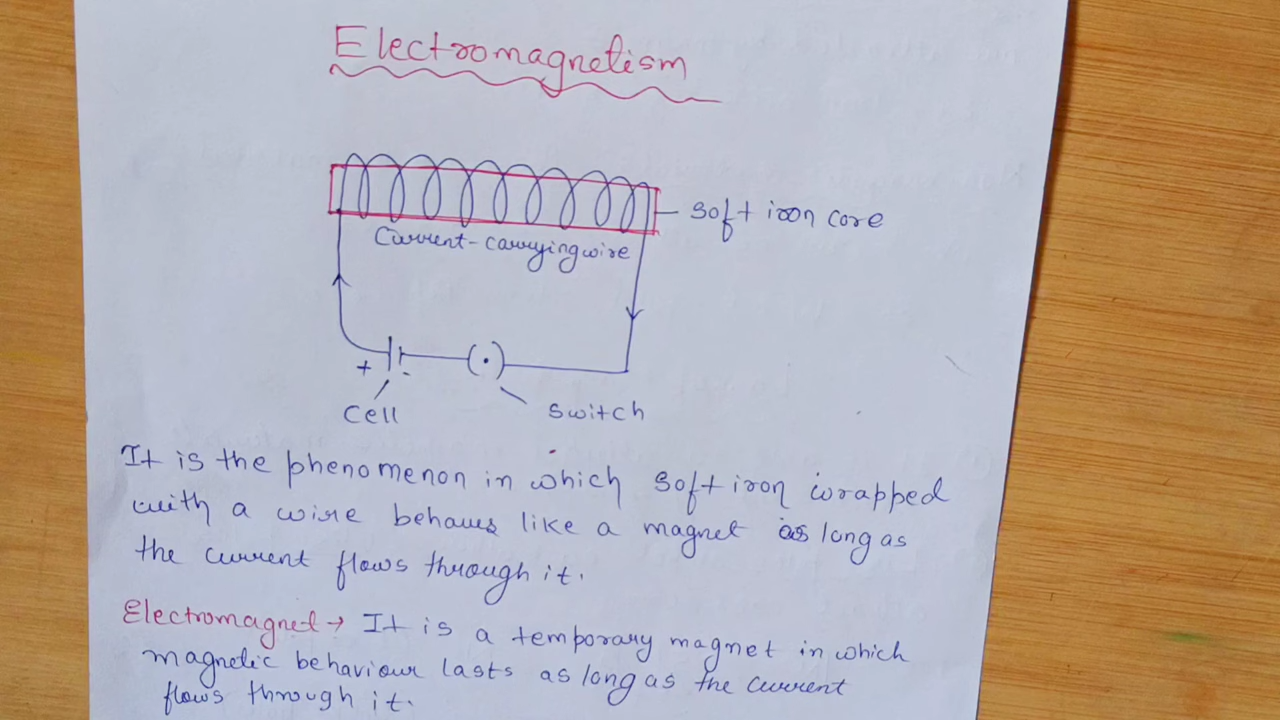 Electromagnetism
soft iron core
Current-carrying wire
+ -
Cell
switch
It is the phenomenon in which soft iron wrapped
with a wire behaves like a magnet as long as
the current flows through it.
Electromagnet → It is a temporary magnet in which
magnetic behaviour lasts as long as the current
flows through it.